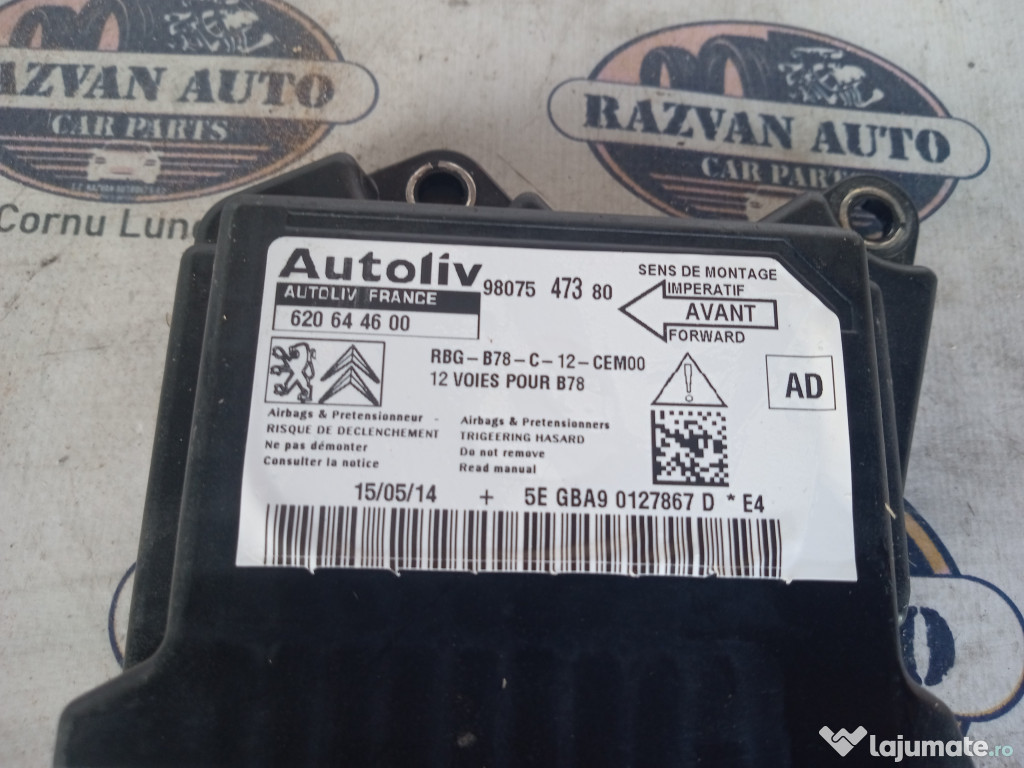 RAZVAN AUTO
CAR PARTS
RAZVAN AUTO
CAR PARTS
Cornu Lun
Autoliv
AUTOLIV FRANCE
620 64 46 00
98075 473 80
SENS DE MONTAGE
IMPERATIF
AVANT
FORWARD
RBG-B78-C-12-CEM00
12 VOIES POUR B78
AD
Airbags & Pretensionneur -
RISQUE DE DECLENCHEMENT
Ne pas démonter
Consulter la notice
Airbags & Pretensionners
TRIGEERING HASARD
Do not remove
Read manual
15/05/14 + 5E GBA9 0127867 D * E4
lajumate.ro